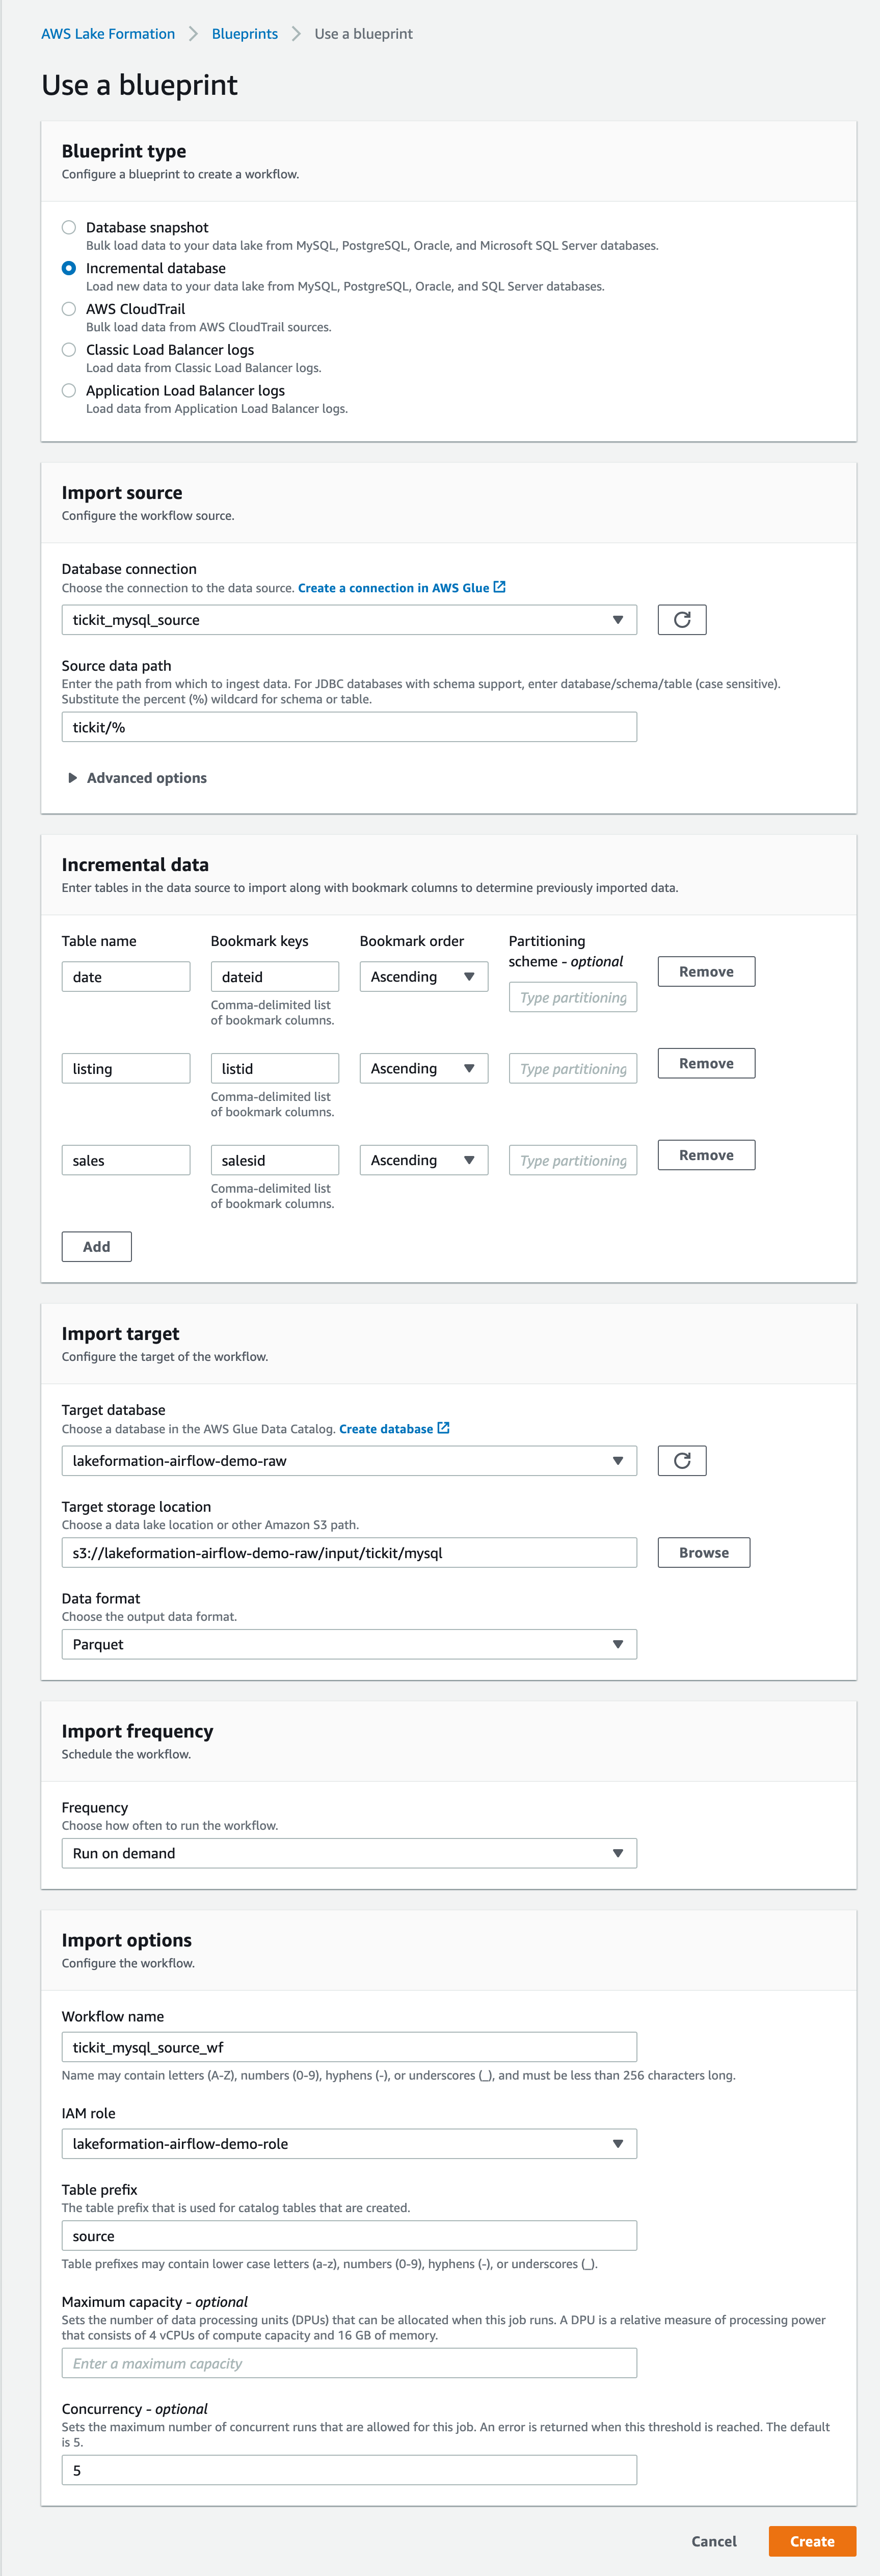 AWS Lake Formation > Blueprints > Use a blueprint
Use a blueprint
Blueprint type
Configure a blueprint to create a workflow.
Database snapshot
Bulk load data to your data lake from MySQL, PostgreSQL, Oracle, and Microsoft SQL Server databases.
Incremental database
Load new data to your data lake from MySQL, PostgreSQL, Oracle, and SQL Server databases.
AWS CloudTrail
Bulk load data from AWS CloudTrail sources.
Classic Load Balancer logs
Load data from Classic Load Balancer logs.
Application Load Balancer logs
Load data from Application Load Balancer logs.
Import source
Configure the workflow source.
Database connection
Choose the connection to the data source. Create a connection in AWS Glue
tickit_mysql_source
Source data path
Enter the path from which to ingest data. For JDBC databases with schema support, enter database/schema/table (case sensitive).
Substitute the percent (%) wildcard for schema or table.
tickit/%
Advanced options
Incremental data
Enter tables in the data source to import along with bookmark columns to determine previously imported data.
Table name Bookmark keys Bookmark order Partitioning
scheme - optional
date dateid Ascending Type partitioning Remove
Comma-delimited list
of bookmark columns.
listing listid Ascending Type partitioning Remove
Comma-delimited list
of bookmark columns.
sales salesid Ascending Type partitioning Remove
Comma-delimited list
of bookmark columns.
Add
Import target
Configure the target of the workflow.
Target database
Choose a database in the AWS Glue Data Catalog. Create database
lakeformation-airflow-demo-raw
Target storage location
Choose a data lake location or other Amazon S3 path.
s3://lakeformation-airflow-demo-raw/input/tickit/mysql Browse
Data format
Choose the output data format.
Parquet
Import frequency
Schedule the workflow.
Frequency
Choose how often to run the workflow.
Run on demand
Import options
Configure the workflow.
Workflow name
tickit_mysql_source_wf
Name may contain letters (A-Z), numbers (0-9), hyphens (-), or underscores (_), and must be less than 256 characters long.
IAM role
lakeformation-airflow-demo-role
Table prefix
The table prefix that is used for catalog tables that are created.
source
Table prefixes may contain lower case letters (a-z), numbers (0-9), hyphens (-), or underscores (_).
Maximum capacity - optional
Sets the number of data processing units (DPUs) that can be allocated when this job runs. A DPU is a relative measure of processing power
that consists of 4 vCPUs of compute capacity and 16 GB of memory.
Enter a maximum capacity
Concurrency - optional
Sets the maximum number of concurrent runs that are allowed for this job. An error is returned when this threshold is reached. The default
is 5.
5
Cancel Create